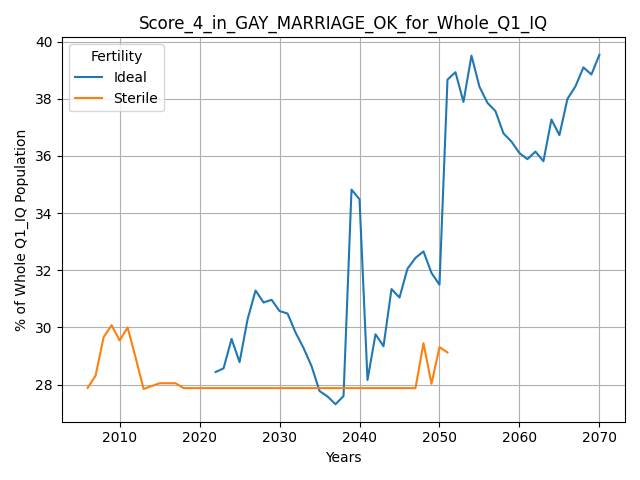 Score_4_in_GAY_MARRIAGE_OK_for_Whole_Q1_IQ
Fertility
Ideal
Sterile
% of Whole Q1_IQ Population
40
38
36
34
32
30
28
2010 2020 2030 2040 2050 2060 2070
Years